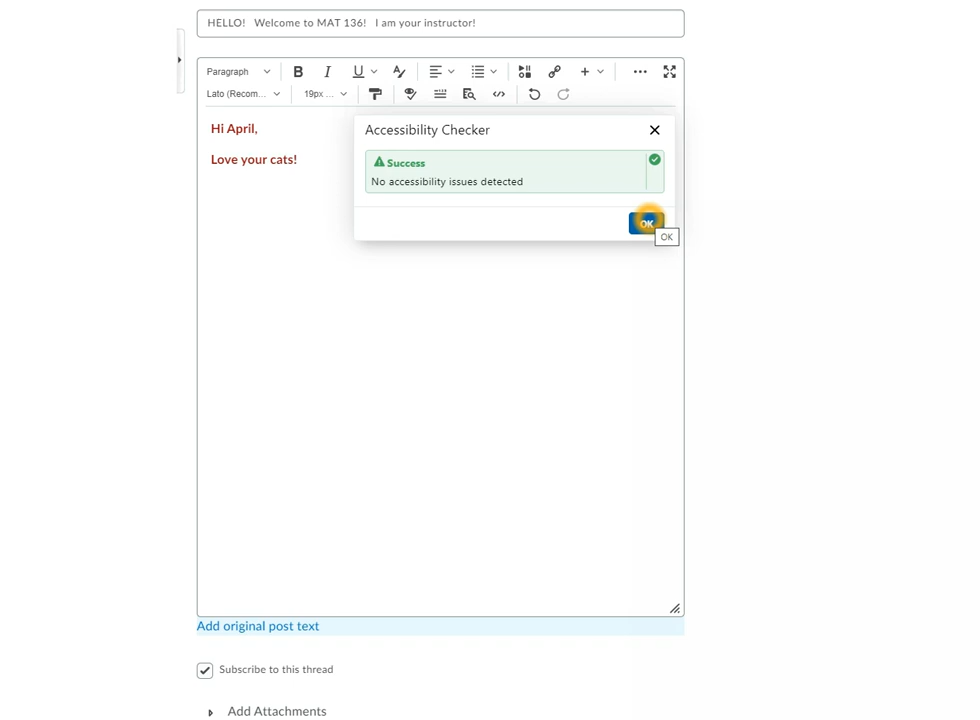 HELLO! Welcome to MAT 136! I am your instructor!
Paragraph B I U
Lato (Recom... 19px ...
Hi April,
Love your cats!
Accessibility Checker
Success
No accessibility issues detected
OK
OK
Add original post text
Subscribe to this thread
Add Attachments